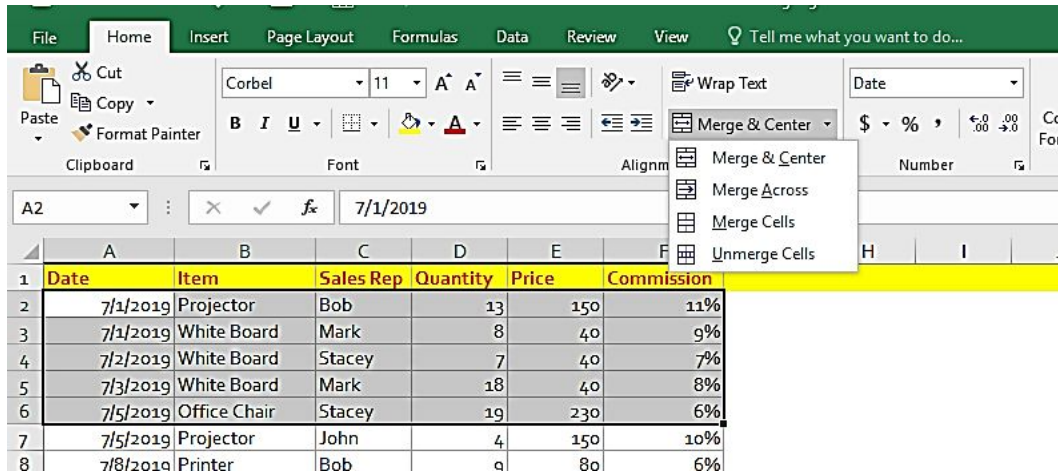 File Home Insert Page Layout Formulas Data Review View Tell me what you want to do...
Cut
Copy
Paste
Format Painter
Clipboard
Corbel 11 A A
B I U A
Font
Wrap Text
Merge & Center
Alignm
Date
$ % , .00 .00
Number
Merge & Center
Merge Across
Merge Cells
Unmerge Cells
A2 fx 7/1/2019
A B C D E F H I
1 Date Item Sales Rep Quantity Price Commission
2 7/1/2019 Projector Bob 13 150 11%
3 7/1/2019 White Board Mark 8 40 9%
4 7/2/2019 White Board Stacey 7 40 7%
5 7/3/2019 White Board Mark 18 40 8%
6 7/5/2019 Office Chair Stacey 19 230 6%
7 7/5/2019 Projector John 4 150 10%
8 7/8/2019 Printer Bob 9 80 6%